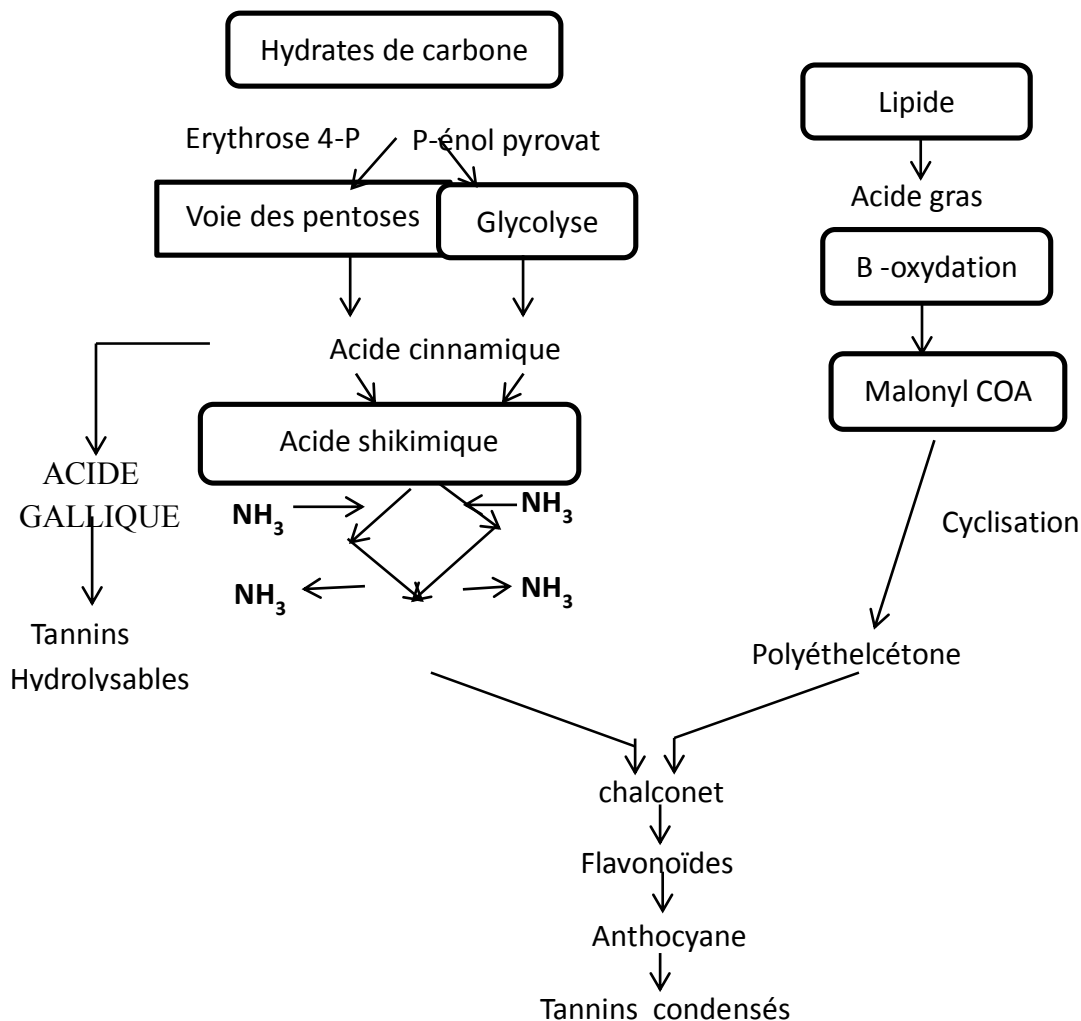 Hydrates de carbone
Lipide
Erythrose 4-P
P-énol pyrovat
Acide gras
Voie des pentoses
Glycolyse
B -oxydation
Acide cinnamique
Malonyl COA
Acide shikimique
ACIDE
GALLIQUE
NH3
NH3
Cyclisation
NH3
NH3
Tannins
Hydrolysables
Polyéthelcétone
chalconet
Flavonoïdes
Anthocyane
Tannins condensés